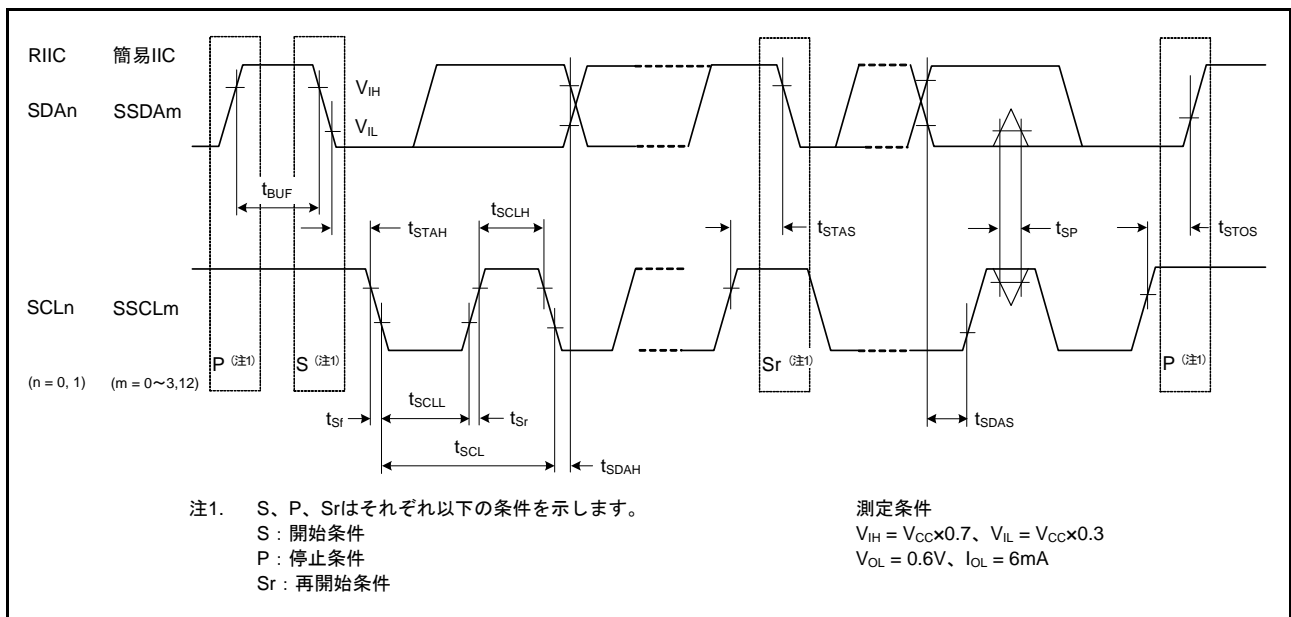 RIIC 簡易IIC
SDAn SSDAm
VIH
VIL
tBUF
tSTAH
tSCLH
tSTAS
tSP
tSTOS
SCLn SSCLm
P (注1)
S (注1)
Sr (注1)
P (注1)
(n = 0, 1) (m = 0～3,12)
tSCLL
tSf
tSr
tSDAS
tSCL
tSDAH
注1. S、P、Srはそれぞれ以下の条件を示します。
S：開始条件
P：停止条件
Sr：再開始条件
測定条件
VIH = VCC×0.7、VIL = VCC×0.3
VOL = 0.6V、IOL = 6mA